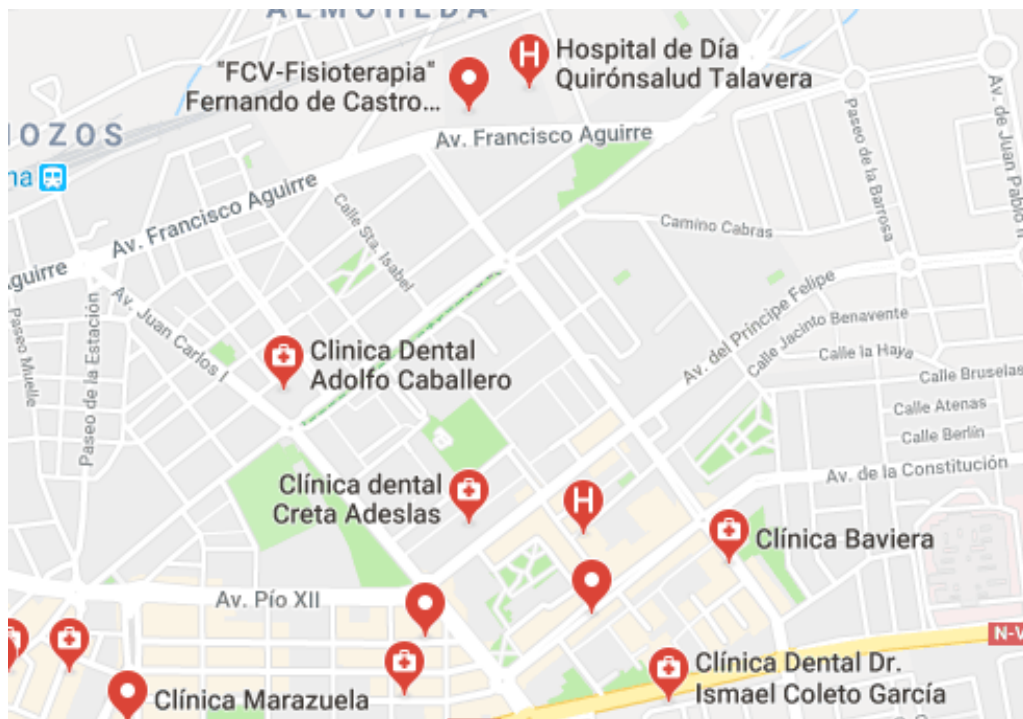 ALMOHEDA
"FCV-Fisioterapia"
Fernando de Castro...
H
Hospital de Día
Quirónsalud Talavera
JOZOS
na
Av. Francisco Aguirre
Av. Francisco Aguirre
Aguirre
Paseo de la Barrosa
Av. de Juan Pablo II
Calle Sta. Isabel
Camino Cabras
Paseo Muelle
Paseo de la Estación
Av. Juan Carlos I
Av. del Príncipe Felipe
Calle Jacinto Benavente
Calle la Haya
Calle Bruselas
Calle Atenas
Calle Berlín
Clinica Dental
Adolfo Caballero
Av. de la Constitución
Clínica dental
Creta Adeslas
H
Clínica Baviera
Av. Pío XII
N-V
Clínica Dental Dr.
Ismael Coleto García
Clínica Marazuela